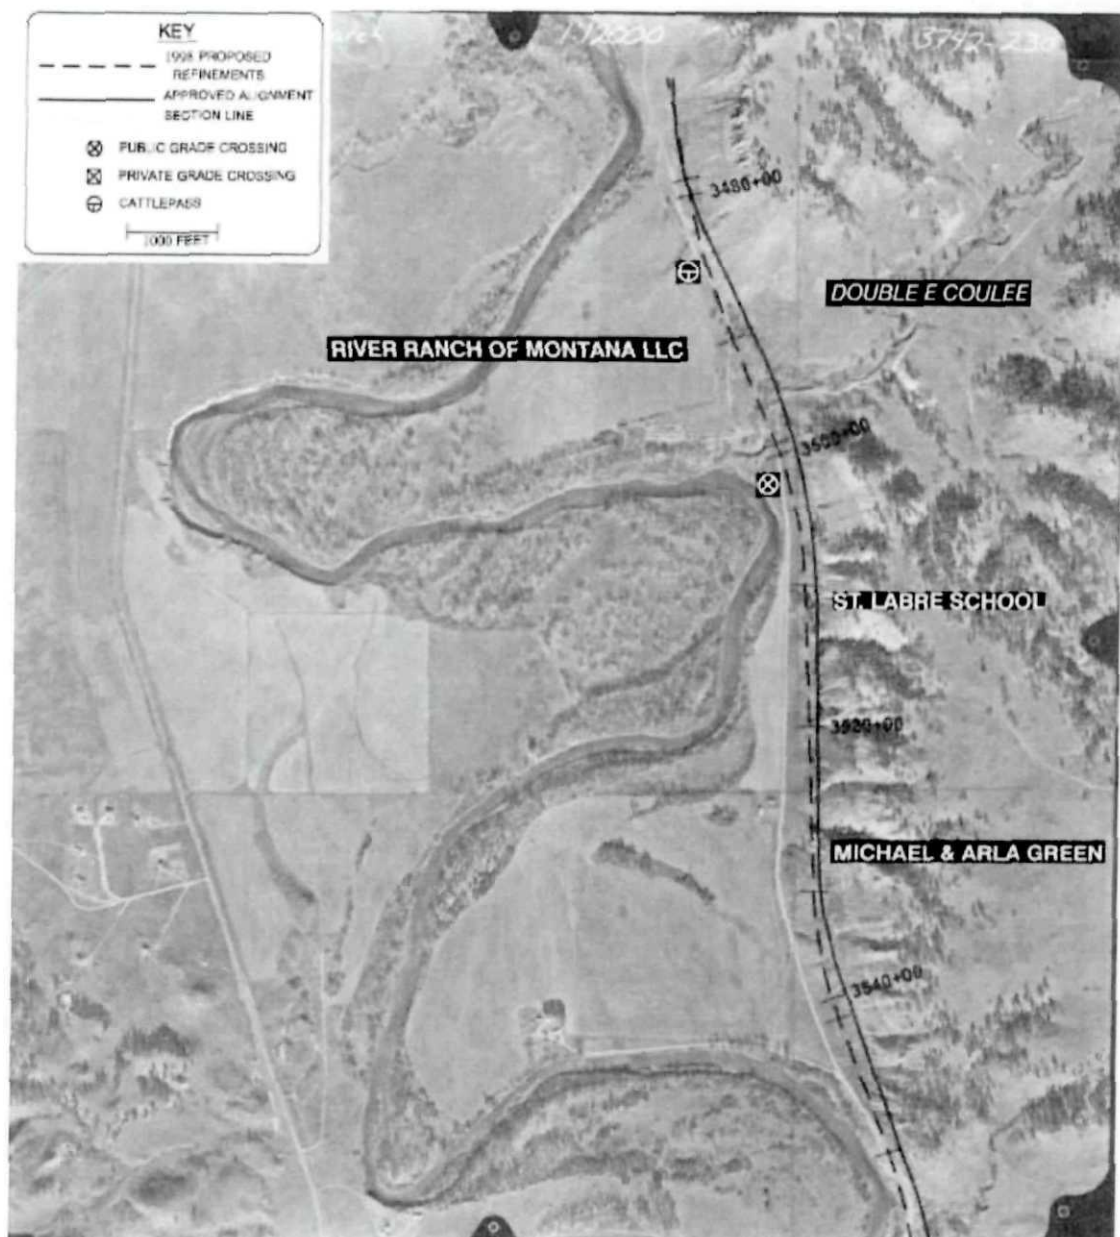 KEY
1998 PROPOSED
REFINEMENTS
APPROVED ALIGNMENT
SECTION LINE
PUBLIC GRADE CROSSING
PRIVATE GRADE CROSSING
CATTLEPASS
1000 FEET
1:12000
3480+00
DOUBLE E COULEE
RIVER RANCH OF MONTANA LLC
3500+00
ST. LABRE SCHOOL
3520+00
MICHAEL & ARLA GREEN
3540+00